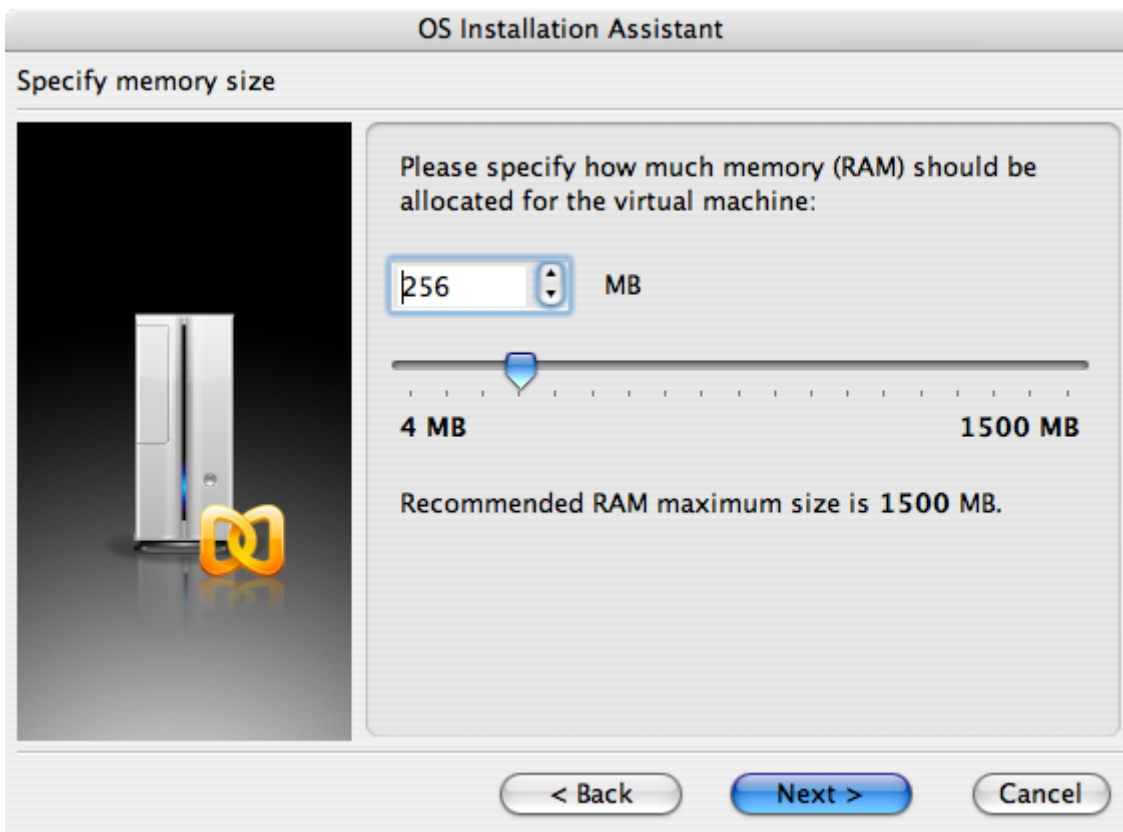 OS Installation Assistant
Specify memory size
Please specify how much memory (RAM) should be
allocated for the virtual machine:
256 MB
4 MB 1500 MB
Recommended RAM maximum size is 1500 MB.
< Back Next > Cancel